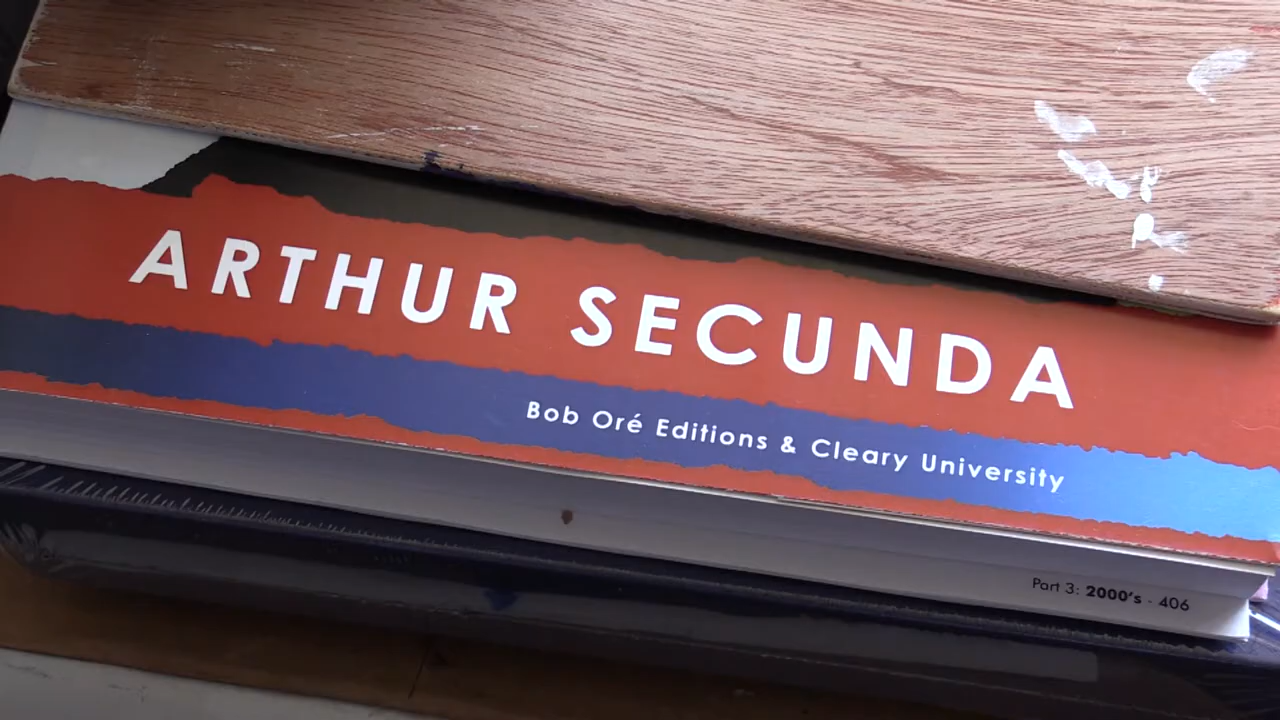 ARTHUR SECUNDA
Bob Oré Editions & Cleary University
Part 3: 2000's - 406